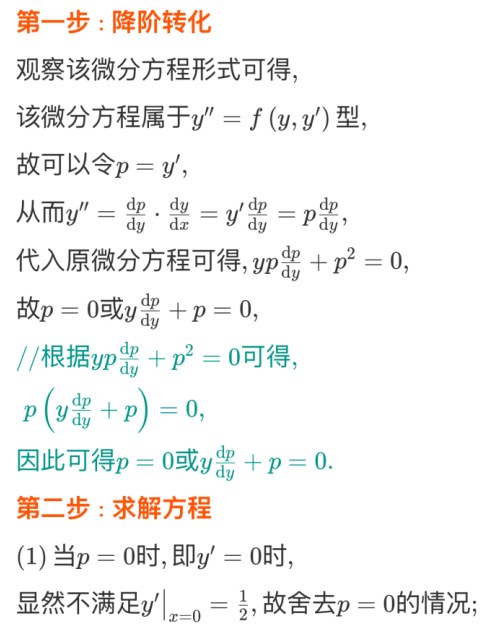 第一步：降阶转化
观察该微分方程形式可得,
该微分方程属于y″ = f (y, y′) 型,
故可以令p = y′,
从而y″ = dp/dy · dy/dx = y′ dp/dy = p dp/dy,
代入原微分方程可得, yp dp/dy + p² = 0,
故p = 0或y dp/dy + p = 0,
//根据yp dp/dy + p² = 0可得,
p(y dp/dy + p) = 0,
因此可得p = 0或y dp/dy + p = 0.
第二步：求解方程
(1) 当p = 0时, 即y′ = 0时,
显然不满足y′|ₓ₌₀ = 1/2, 故舍去p = 0的情况;